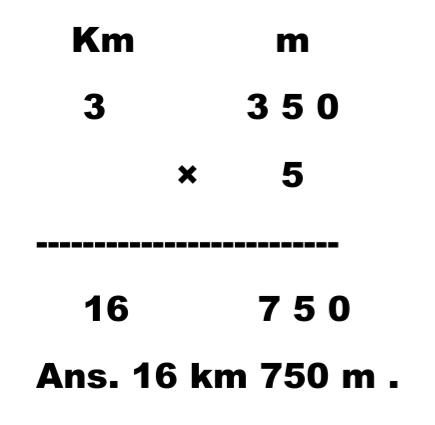 Km m
3 3 5 0
× 5
--------------------------
16 7 5 0
Ans. 16 km 750 m .